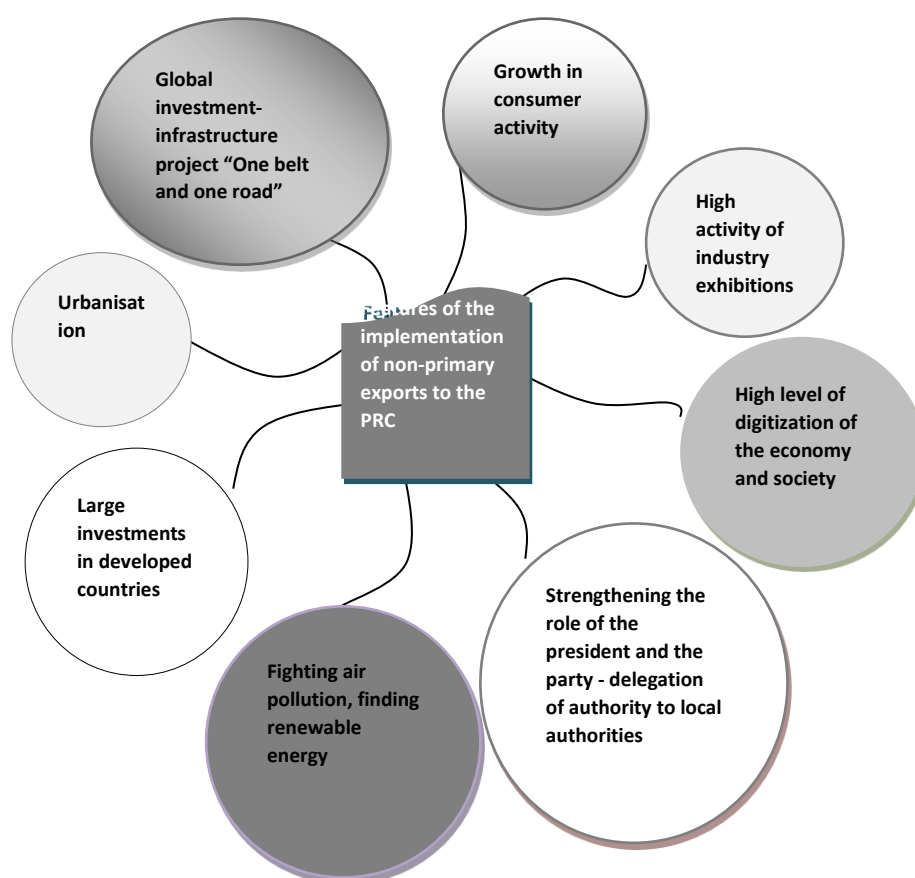 Global
investment-
infrastructure
project “One belt
and one road”
Growth in
consumer
activity
High
activity of
industry
exhibitions
Urbanisat
ion
Features of the
implementation
of non-primary
exports to the
PRC
High level of
digitization of
the economy
and society
Large
investments
in developed
countries
Strengthening the
role of the
president and the
party - delegation
of authority to local
authorities
Fighting air
pollution, finding
renewable
energy